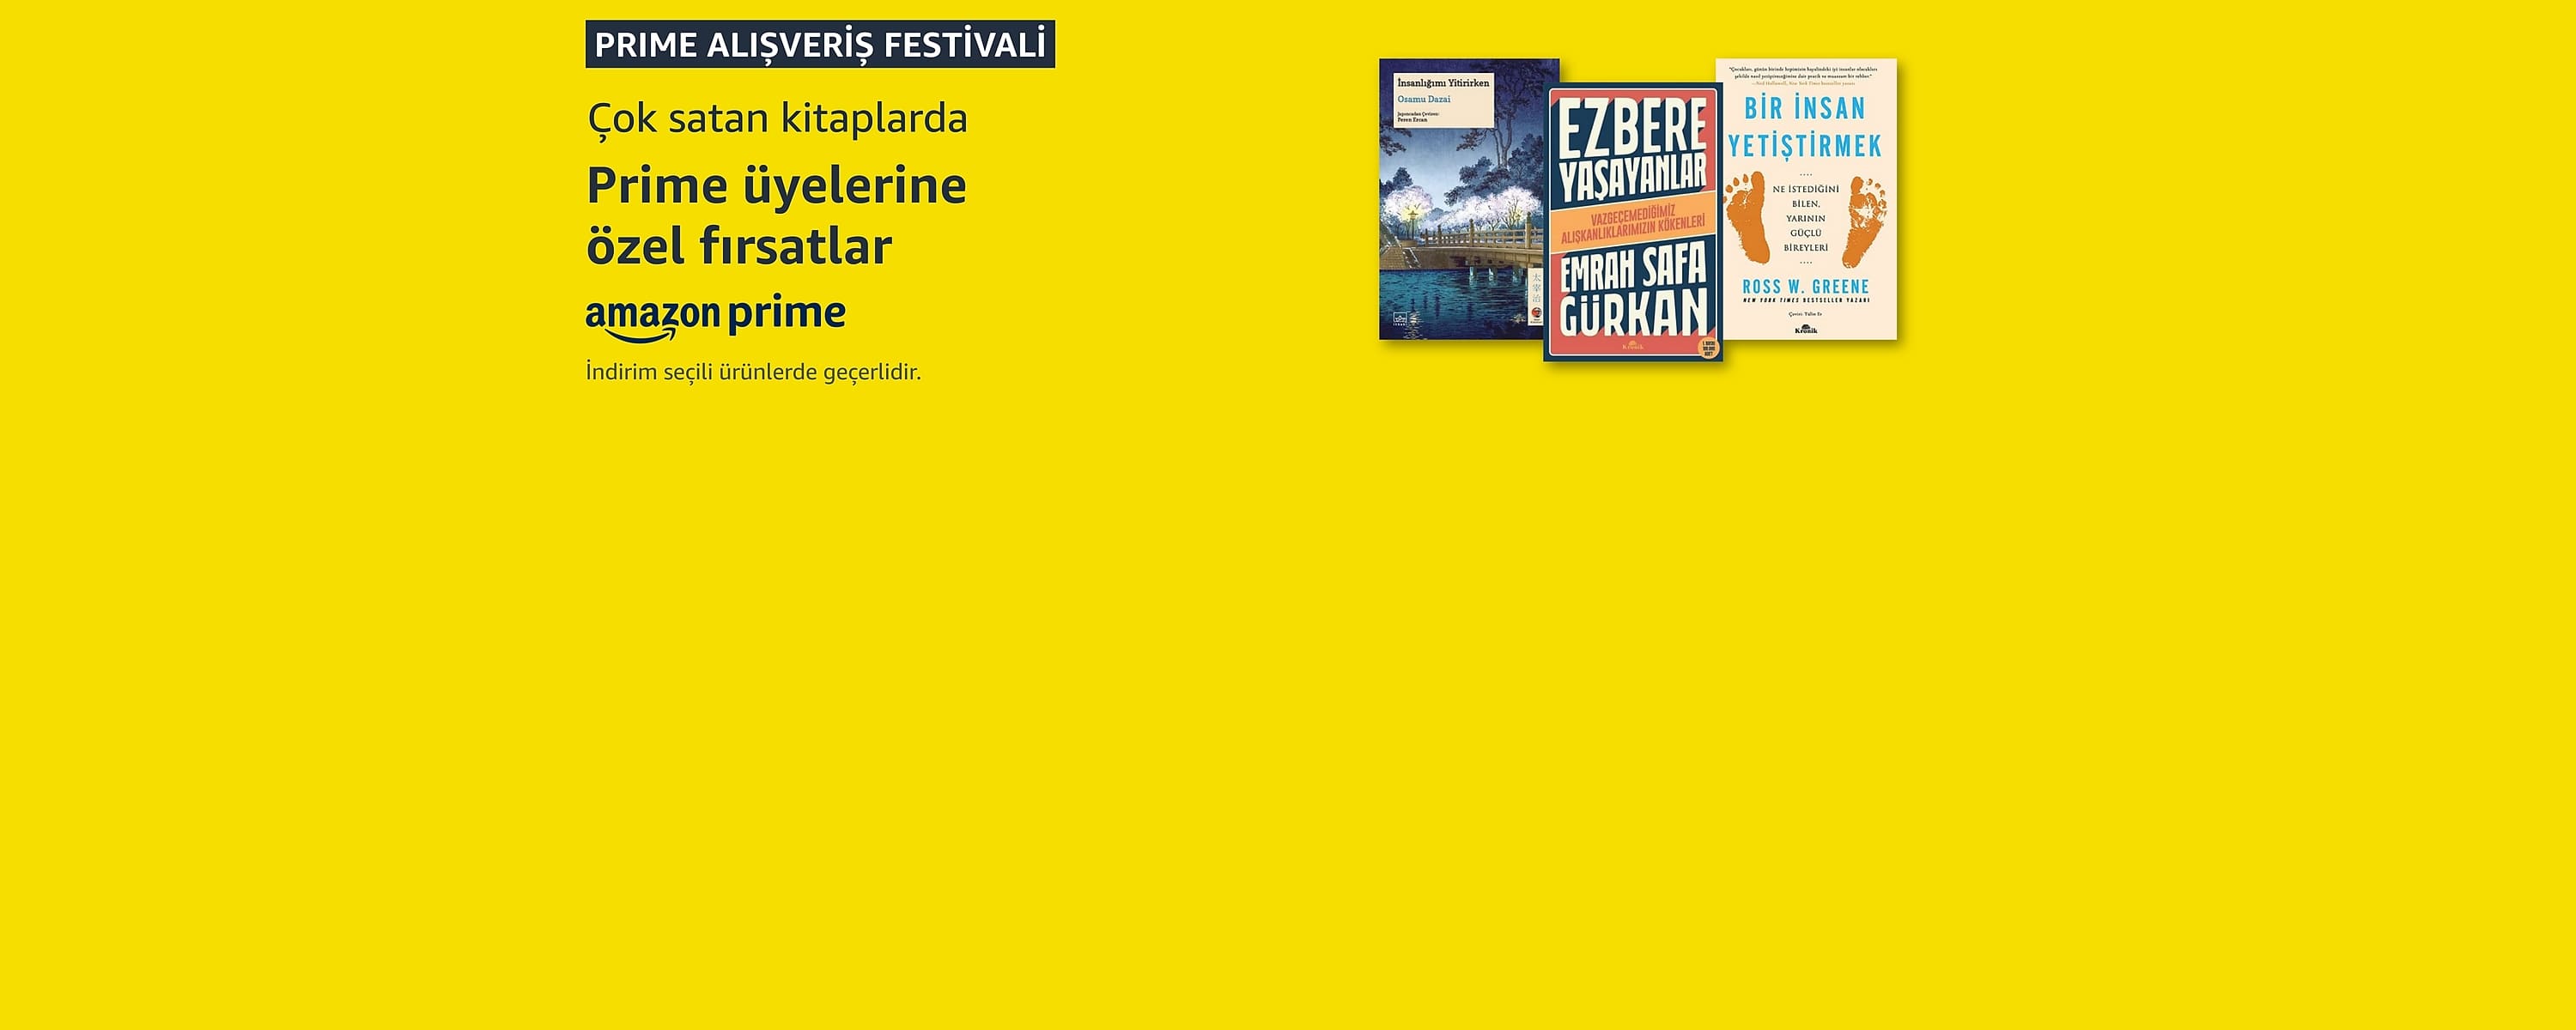 PRIME ALIŞVERİŞ FESTİVALİ
Çok satan kitaplarda
Prime üyelerine
özel fırsatlar
amazon prime
İndirim seçili ürünlerde geçerlidir.
İnsanlığımı Yitirirken
Osamu Dazai
Japoncadan Çeviren:
Peren Ercan
太
宰
治
EZBERE
YAŞAYANLAR
VAZGEÇEMEDİĞİMİZ
ALIŞKANLIKLARIMIZIN KÖKENLERİ
EMRAH SAFA
GÜRKAN
Kronik
BİR İNSAN
YETİŞTİRMEK
NE İSTEDİĞİNİ
BİLEN,
YARININ
GÜÇLÜ
BİREYLERİ
ROSS W. GREENE
NEW YORK TIMES BESTSELLER YAZARI
Kronik